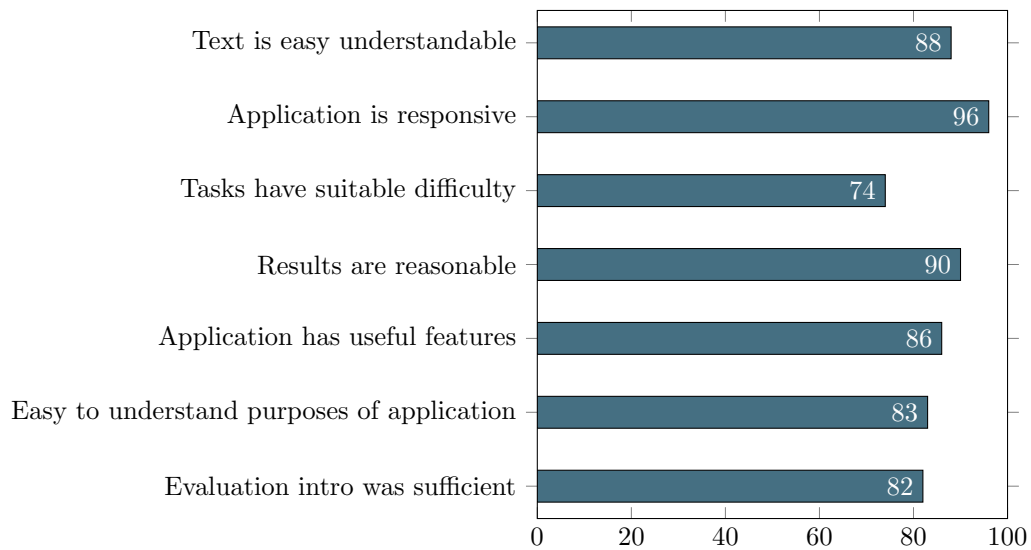 Text is easy understandable 88
Application is responsive 96
Tasks have suitable difficulty 74
Results are reasonable 90
Application has useful features 86
Easy to understand purposes of application 83
Evaluation intro was sufficient 82
0 20 40 60 80 100